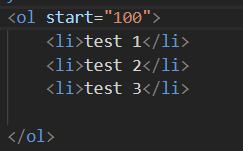 <ol start="100">
    <li>test 1</li>
    <li>test 2</li>
    <li>test 3</li>
</ol>